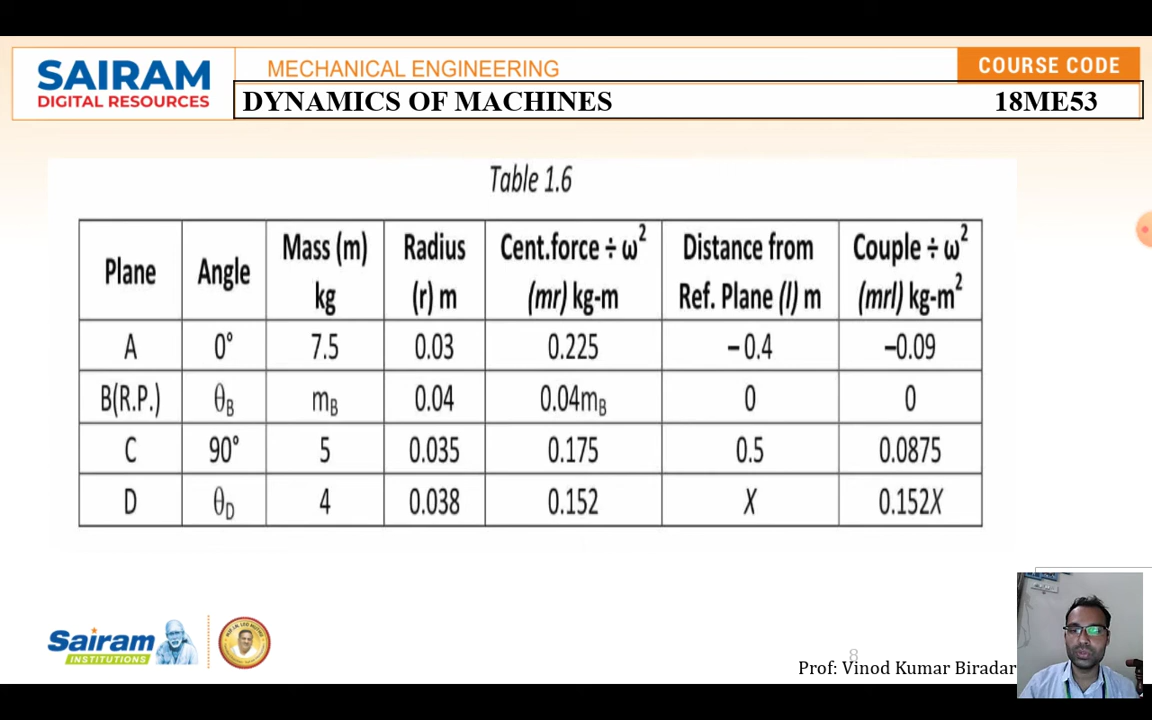 SAIRAM
DIGITAL RESOURCES
MECHANICAL ENGINEERING
COURSE CODE
DYNAMICS OF MACHINES 18ME53
Table 1.6
Plane Angle Mass (m) kg Radius (r) m Cent.force ÷ ω² (mr) kg-m Distance from Ref. Plane (l) m Couple ÷ ω² (mrl) kg-m²
A 0° 7.5 0.03 0.225 – 0.4 –0.09
B(R.P.) θB mB 0.04 0.04mB 0 0
C 90° 5 0.035 0.175 0.5 0.0875
D θD 4 0.038 0.152 X 0.152X
Sairam
INSTITUTIONS
8
Prof: Vinod Kumar Biradar